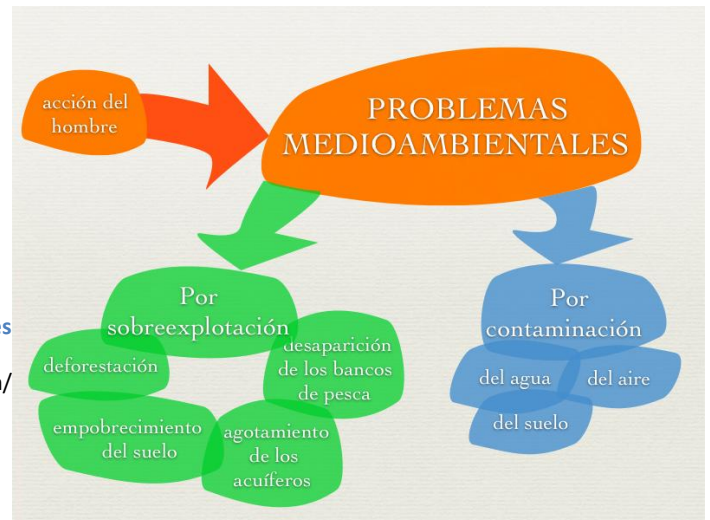 acción del
hombre
PROBLEMAS
MEDIOAMBIENTALES
es
Por
sobreexplotación
deforestación
desaparición
de los bancos
de pesca
empobrecimiento
del suelo
agotamiento
de los
acuíferos
Por
contaminación
del agua
del aire
del suelo